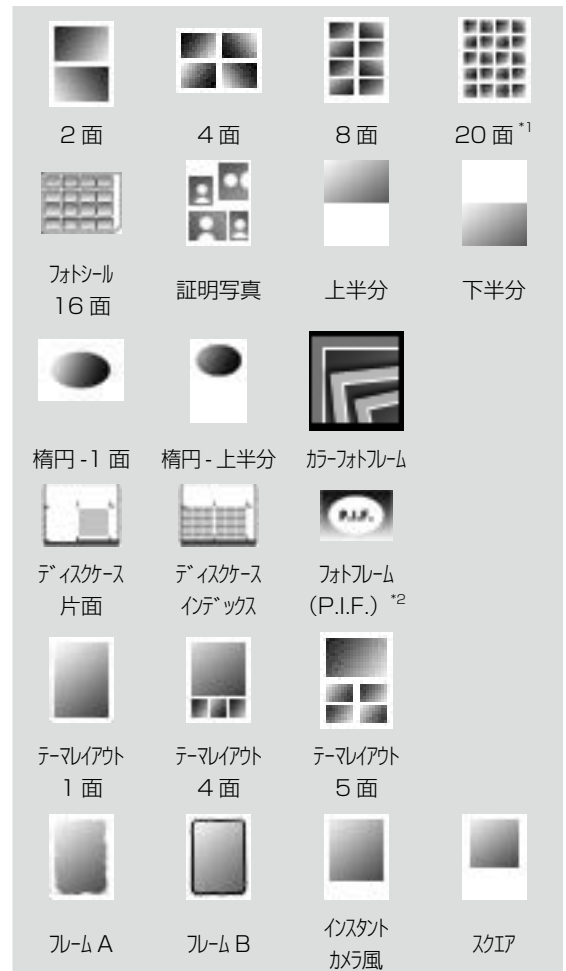 2 面
4 面
8 面
20 面 *1
フォトシール
16 面
証明写真
上半分
下半分
楕円 -1 面
楕円 - 上半分
カラーフォトフレーム
P.I.F.
ディスクケース
片面
ディスクケース
インデックス
フォトフレーム
(P.I.F.) *2
テーマレイアウト
1 面
テーマレイアウト
4 面
テーマレイアウト
5 面
フレーム A
フレーム B
インスタント
カメラ風
スクエア